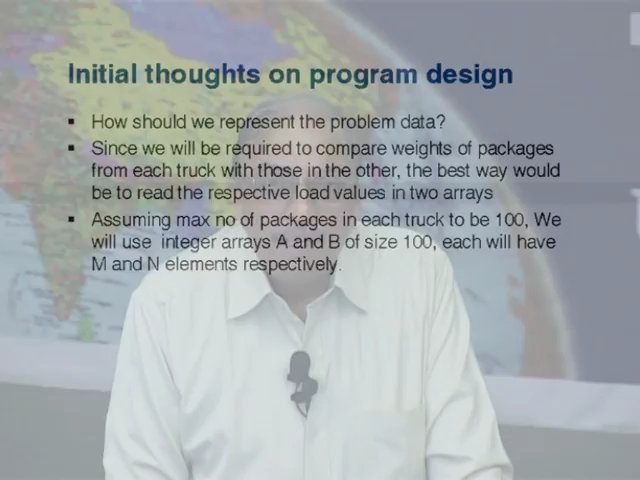 Initial thoughts on program design
▪ How should we represent the problem data?
▪ Since we will be required to compare weights of packages
from each truck with those in the other, the best way would
be to read the respective load values in two arrays
▪ Assuming max no of packages in each truck to be 100, We
will use integer arrays A and B of size 100, each will have
M and N elements respectively.